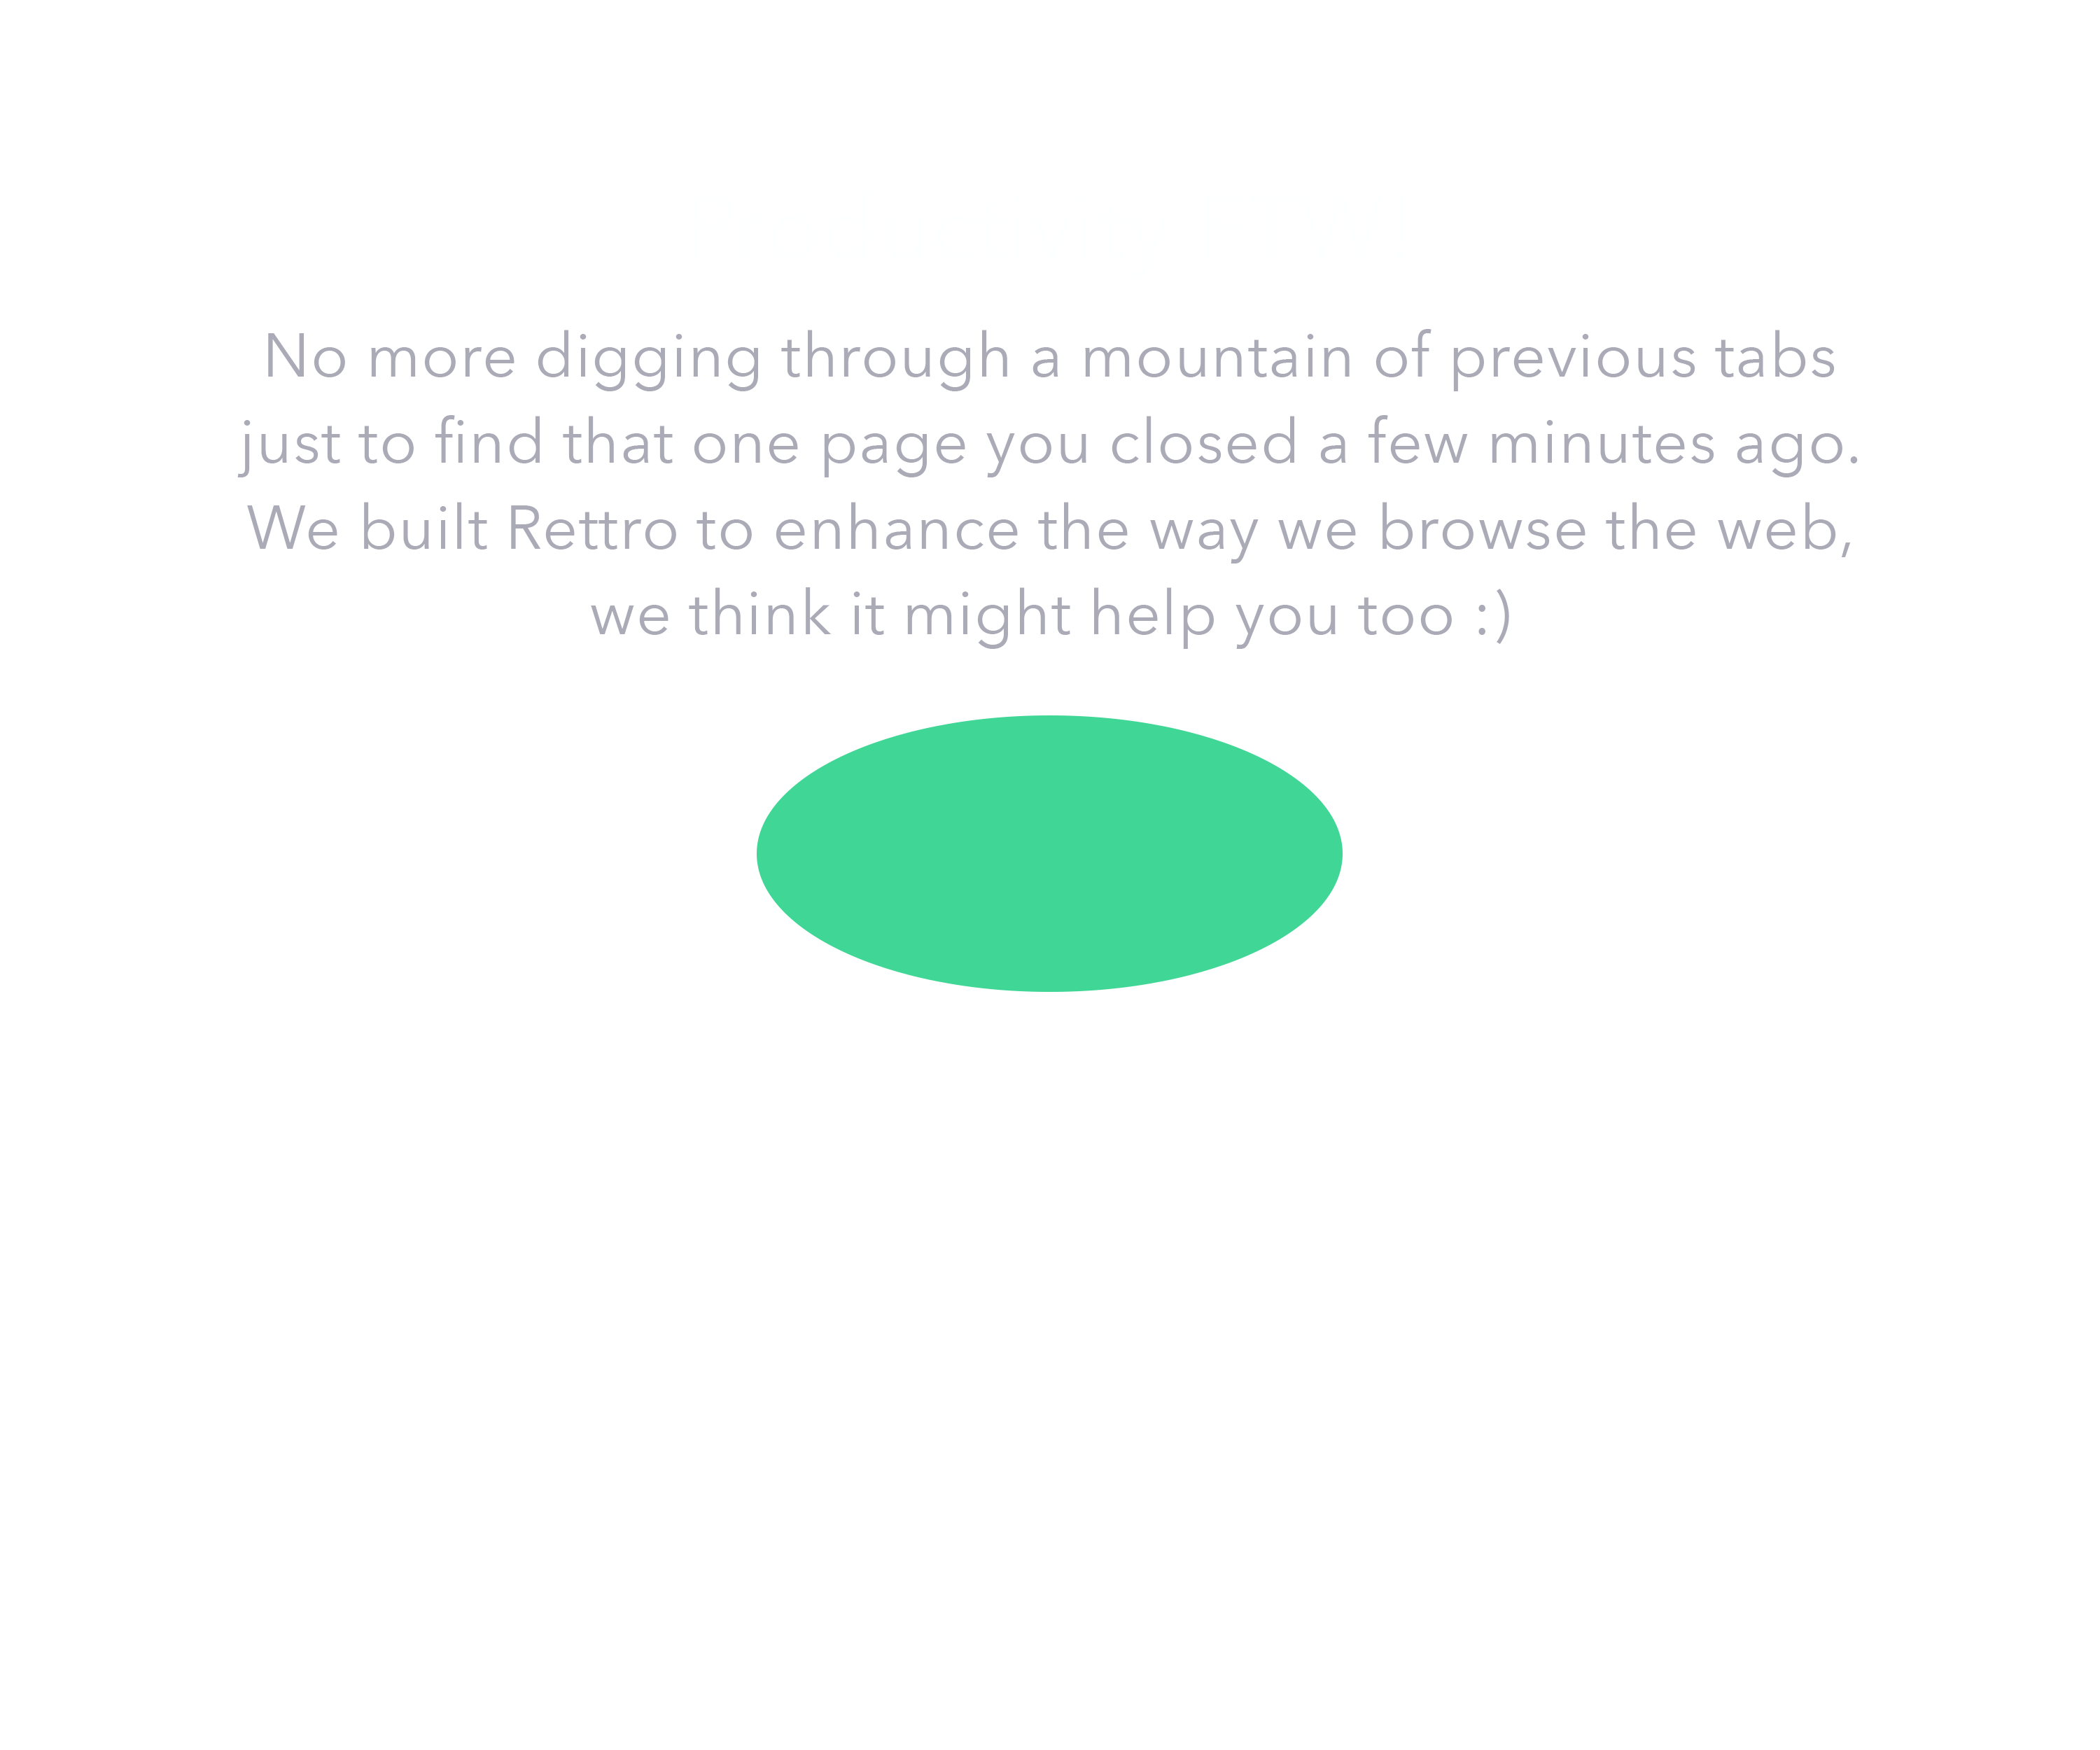 No more digging through a mountain of previous tabs
just to find that one page you closed a few minutes ago.
We built Retro to enhance the way we browse the web,
we think it might help you too :)